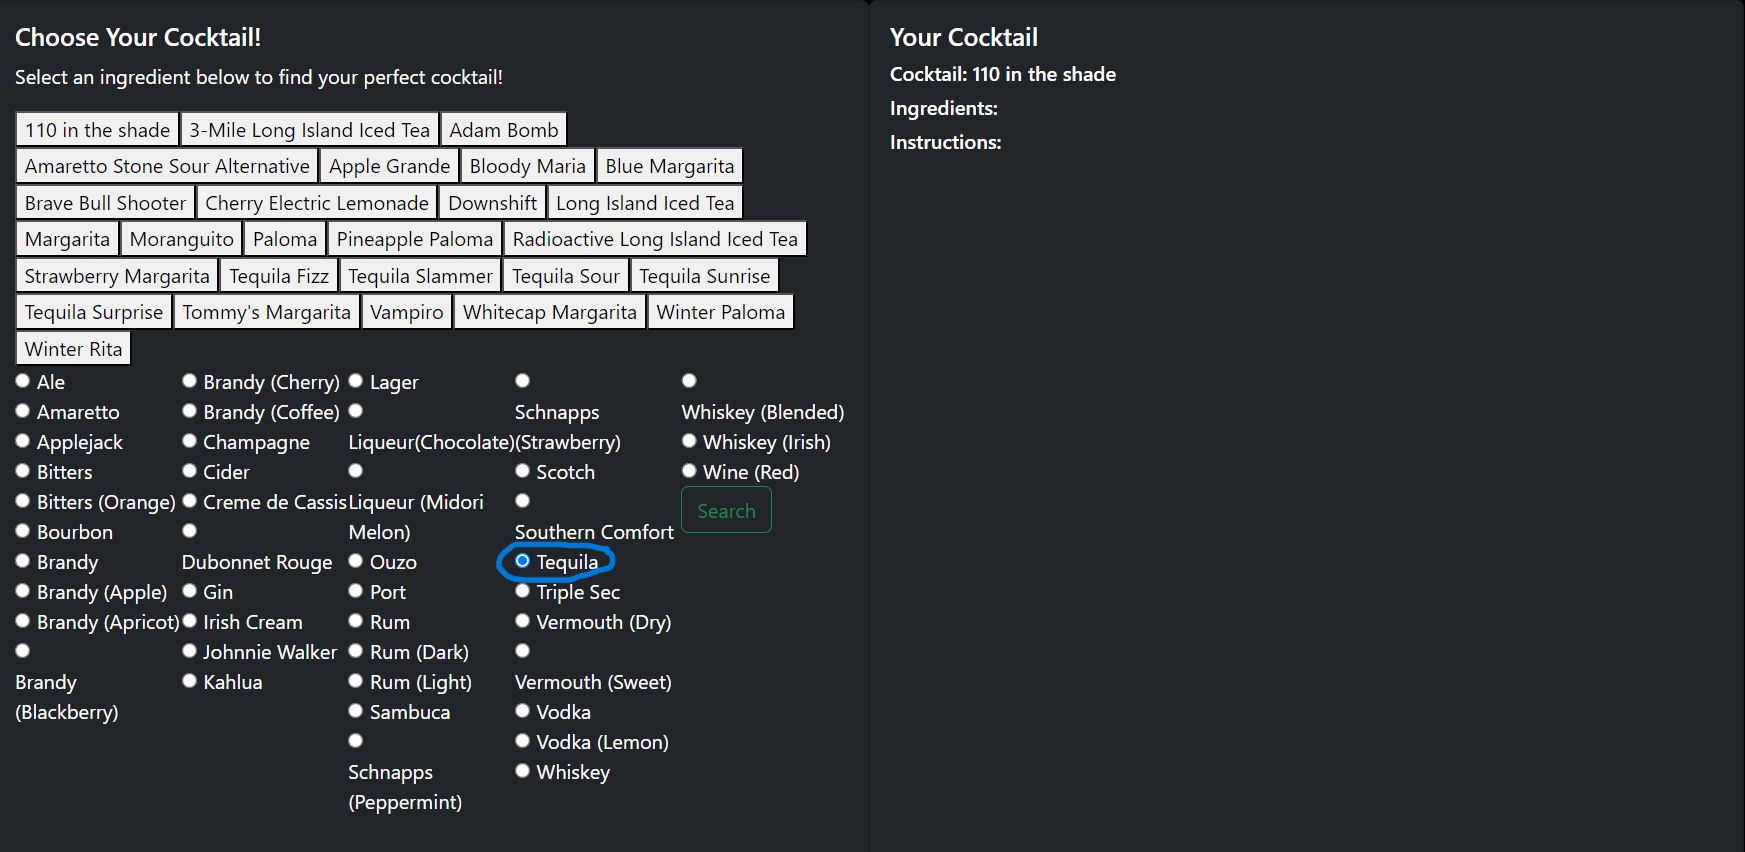 Choose Your Cocktail!
Select an ingredient below to find your perfect cocktail!
110 in the shade 3-Mile Long Island Iced Tea Adam Bomb
Amaretto Stone Sour Alternative Apple Grande Bloody Maria Blue Margarita
Brave Bull Shooter Cherry Electric Lemonade Downshift Long Island Iced Tea
Margarita Moranguito Paloma Pineapple Paloma Radioactive Long Island Iced Tea
Strawberry Margarita Tequila Fizz Tequila Slammer Tequila Sour Tequila Sunrise
Tequila Surprise Tommy's Margarita Vampiro Whitecap Margarita Winter Paloma
Winter Rita
Ale
Amaretto
Applejack
Bitters
Bitters (Orange)
Bourbon
Brandy
Brandy (Apple)
Brandy (Apricot)
Brandy
(Blackberry)
Brandy (Cherry)
Brandy (Coffee)
Champagne
Cider
Creme de Cassis
Dubonnet Rouge
Gin
Irish Cream
Johnnie Walker
Kahlua
Lager
Liqueur(Chocolate)
Liqueur (Midori
Melon)
Ouzo
Port
Rum
Rum (Dark)
Rum (Light)
Sambuca
Schnapps
(Peppermint)
Schnapps
(Strawberry)
Scotch
Southern Comfort
Tequila
Triple Sec
Vermouth (Dry)
Vermouth (Sweet)
Vodka
Vodka (Lemon)
Whiskey
Whiskey (Blended)
Whiskey (Irish)
Wine (Red)
Search
Your Cocktail
Cocktail: 110 in the shade
Ingredients:
Instructions: